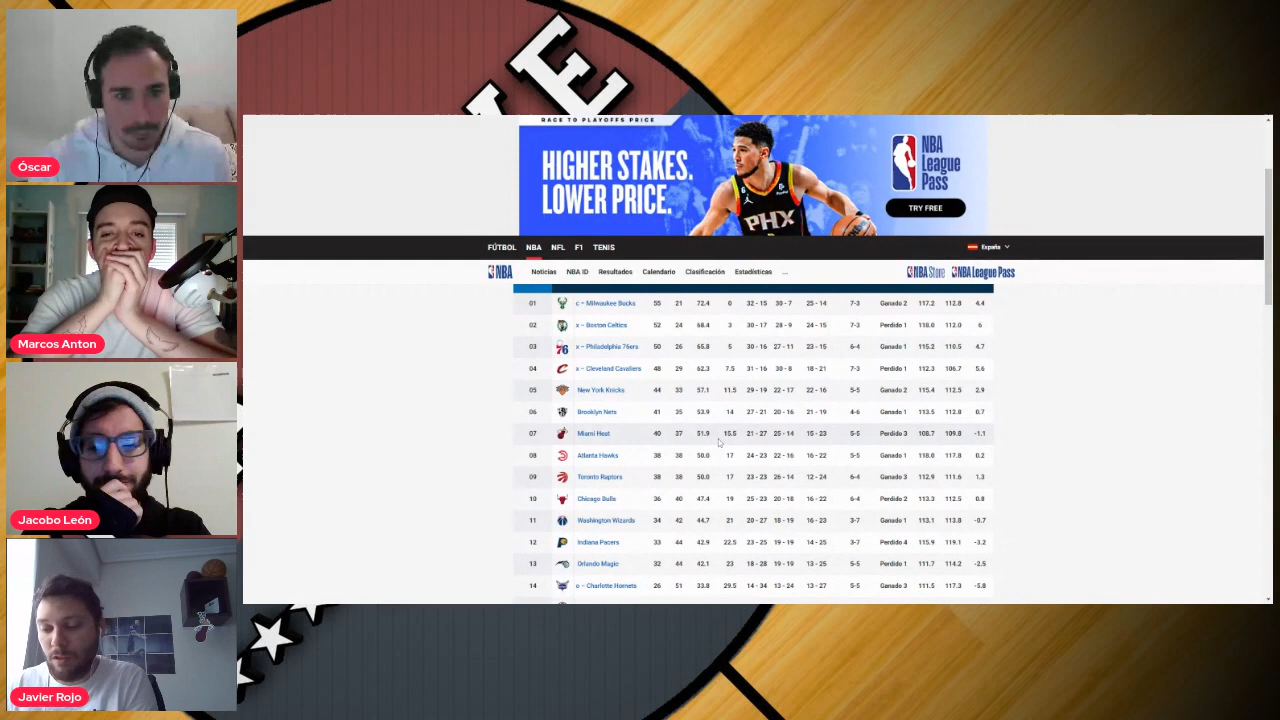 Óscar
Marcos Anton
Jacobo León
Javier Rojo
VE
RACE TO PLAYOFFS PRICE
HIGHER STAKES.
LOWER PRICE.
6
PHX
NBA
League
Pass
TRY FREE
FÚTBOL NBA NFL F1 TENIS España
NBA Noticias NBA ID Resultados Calendario Clasificación Estadísticas ... NBA Store NBA League Pass
01 c – Milwaukee Bucks 55 21 72.4 0 32 - 15 30 - 7 25 - 14 7-3 Ganado 2 117.2 112.8 4.4
02 x – Boston Celtics 52 24 68.4 3 30 - 17 28 - 9 24 - 15 7-3 Perdido 1 118.0 112.0 6
03 76 x – Philadelphia 76ers 50 26 65.8 5 30 - 16 27 - 11 23 - 15 6-4 Ganado 1 115.2 110.5 4.7
04 x – Cleveland Cavaliers 48 29 62.3 7.5 31 - 16 30 - 8 18 - 21 7-3 Perdido 1 112.3 106.7 5.6
05 New York Knicks 44 33 57.1 11.5 29 - 19 22 - 17 22 - 16 5-5 Ganado 2 115.4 112.5 2.9
06 Brooklyn Nets 41 35 53.9 14 27 - 21 20 - 16 21 - 19 4-6 Ganado 1 113.5 112.8 0.7
07 Miami Heat 40 37 51.9 15.5 21 - 27 25 - 14 15 - 23 5-5 Perdido 3 108.7 109.8 -1.1
08 Atlanta Hawks 38 38 50.0 17 24 - 23 22 - 16 16 - 22 5-5 Ganado 1 118.0 117.8 0.2
09 Toronto Raptors 38 38 50.0 17 23 - 23 26 - 14 12 - 24 6-4 Ganado 3 112.9 111.6 1.3
10 Chicago Bulls 36 40 47.4 19 25 - 23 20 - 18 16 - 22 6-4 Perdido 2 113.3 112.5 0.8
11 Washington Wizards 34 42 44.7 21 20 - 27 18 - 19 16 - 23 3-7 Ganado 1 113.1 113.8 -0.7
12 Indiana Pacers 33 44 42.9 22.5 23 - 25 19 - 19 14 - 25 3-7 Perdido 4 115.9 119.1 -3.2
13 Orlando Magic 32 44 42.1 23 18 - 28 19 - 19 13 - 25 5-5 Perdido 1 111.7 114.2 -2.5
14 o – Charlotte Hornets 26 51 33.8 29.5 14 - 34 13 - 24 13 - 27 5-5 Ganado 3 111.5 117.3 -5.8